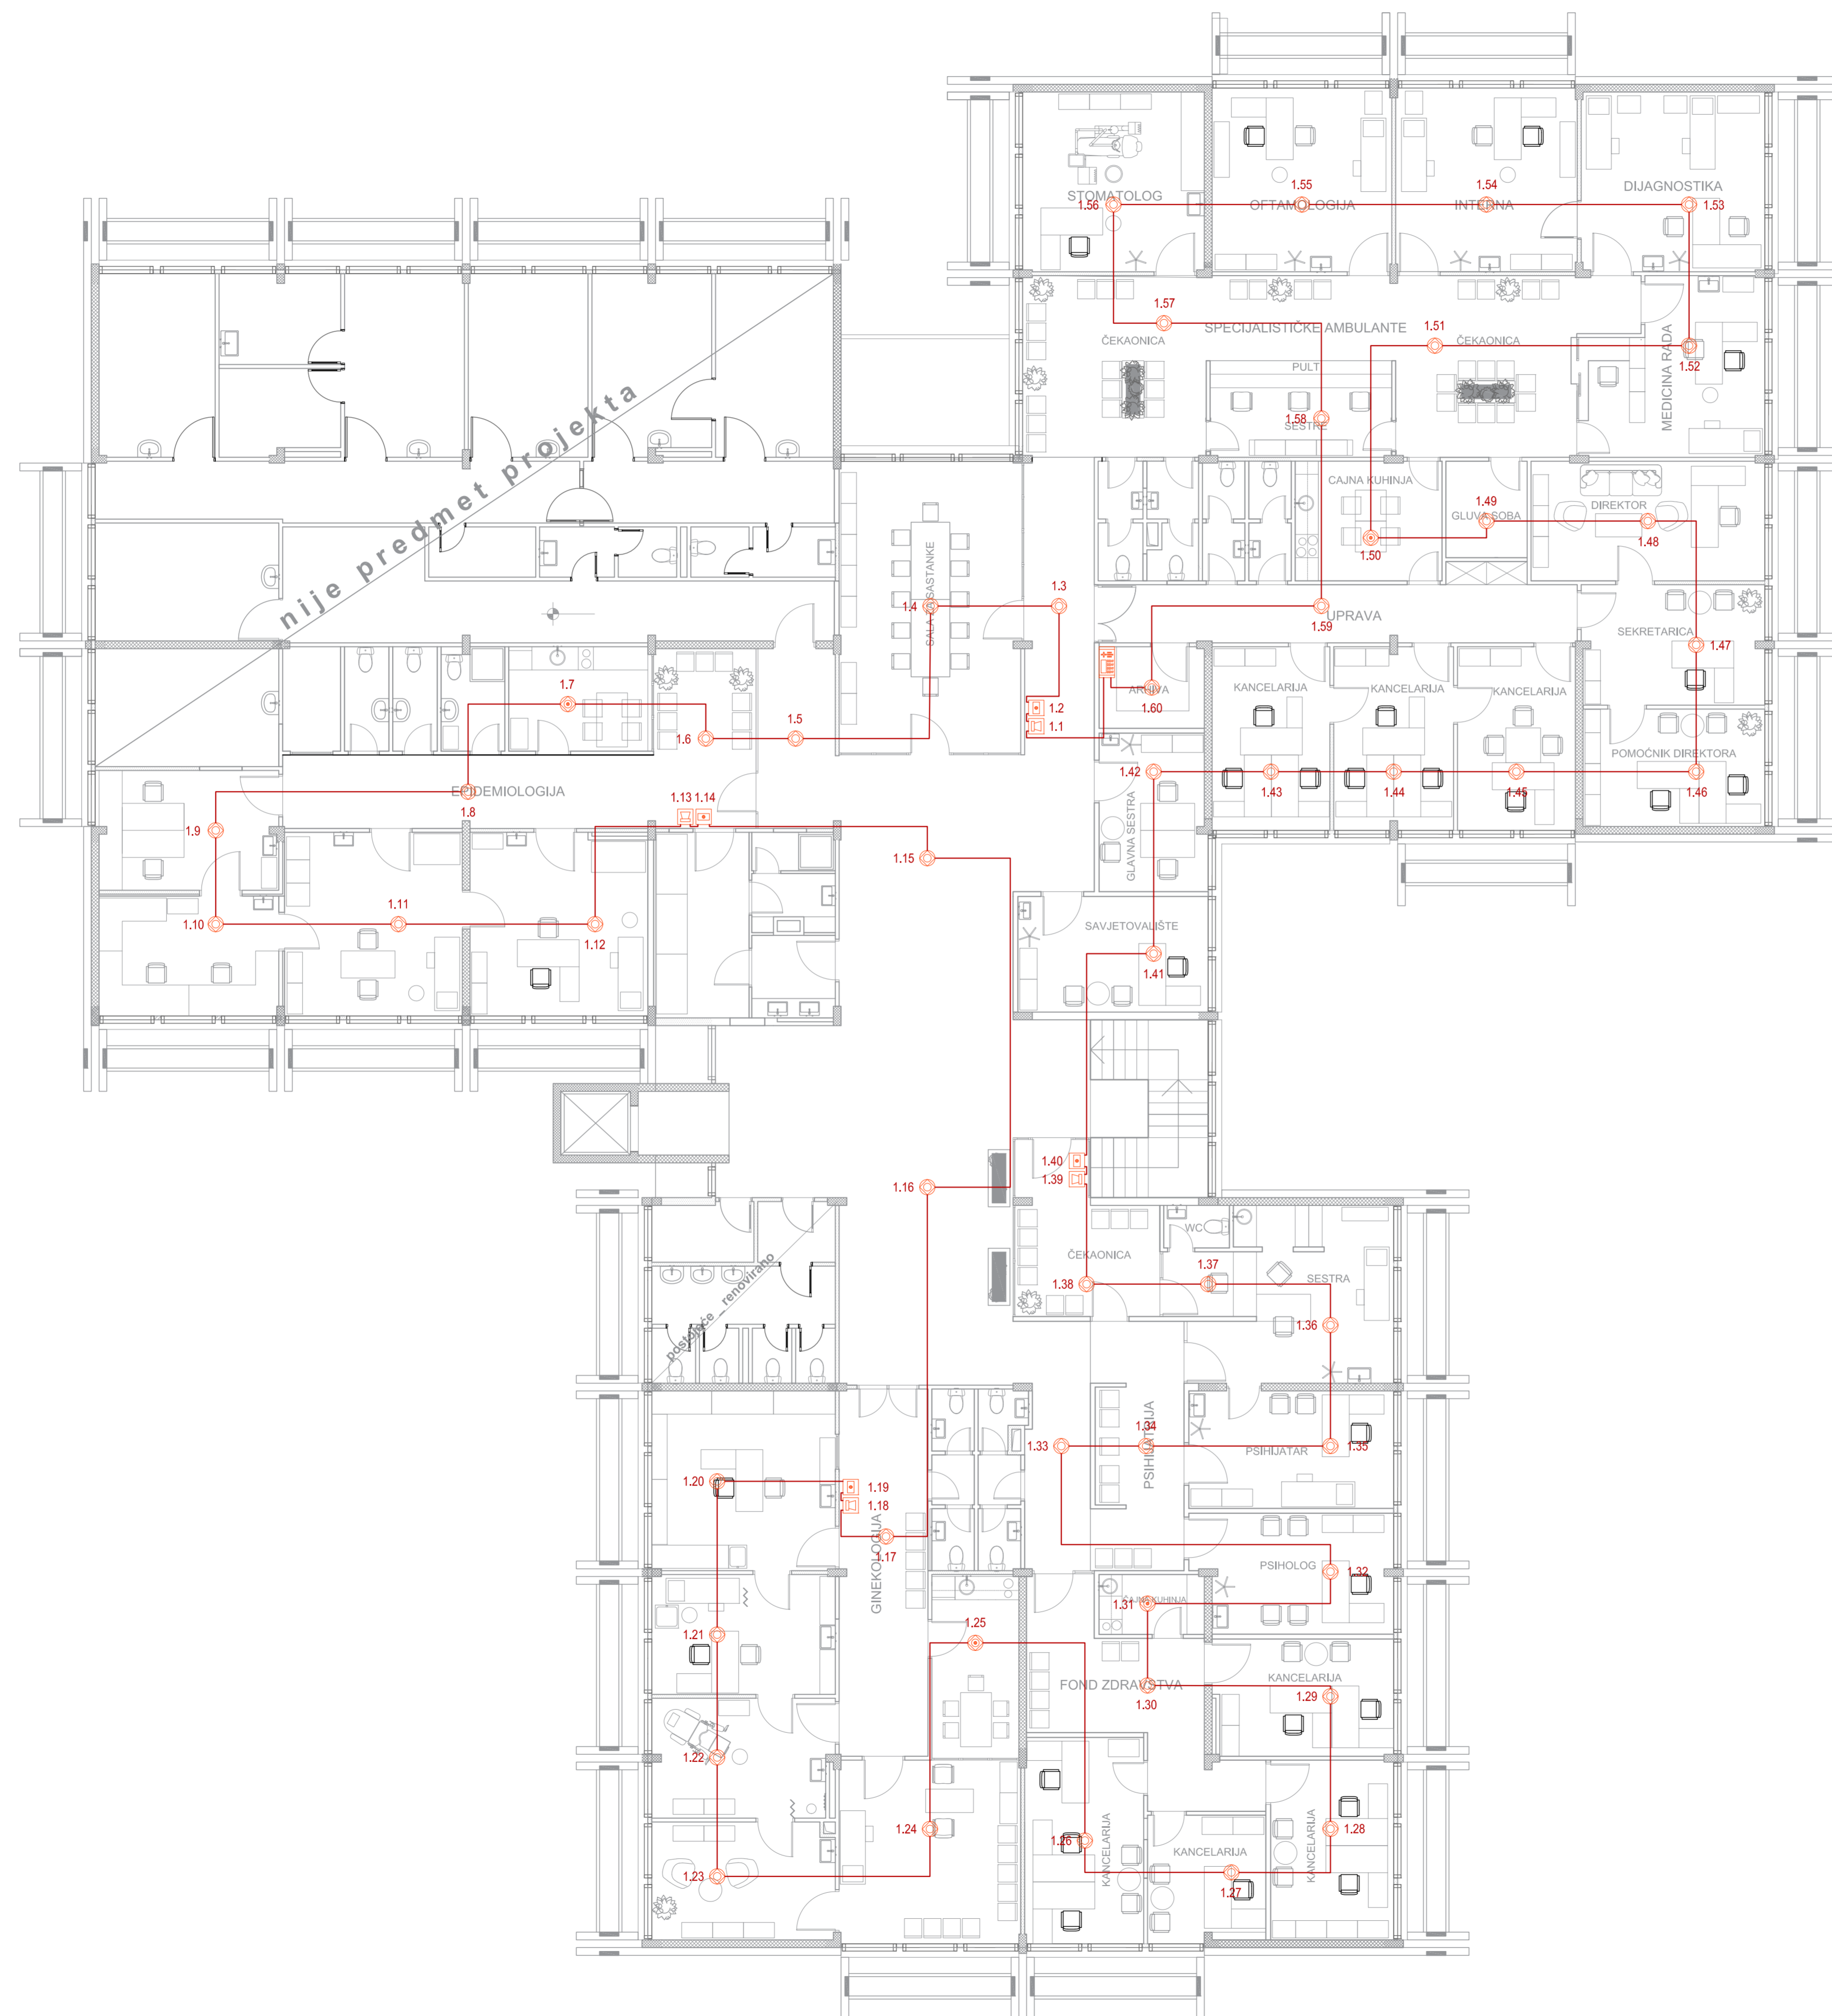 1.55
1.54
DIJAGNOSTIKA
STOMATOLOG
1.56
OFTAMOLOGIJA
INTERNA
1.53
1.57
SPECIJALISTIČKE AMBULANTE
1.51
ČEKAONICA
ČEKAONICA
PULT
1.52
MEDICINA RADA
1.58
SESTRE
nije predmet projekta
ČAJNA KUHINJA
1.49
GLUVA SOBA
DIREKTOR
1.48
1.50
SALA ZA SASTANKE
1.4
1.3
1.59
UPRAVA
SEKRETARICA
1.47
1.7
ARHIVA
1.60
KANCELARIJA
KANCELARIJA
KANCELARIJA
1.2
1.1
1.6
1.5
POMOĆNIK DIREKTORA
1.42
1.43
1.44
1.45
1.46
EPIDEMIOLOGIJA
1.8
1.13
1.14
1.9
1.15
GLAVNA SESTRA
1.10
1.11
1.12
SAVJETOVALIŠTE
1.41
1.40
1.39
1.16
WC
ČEKAONICA
1.38
1.37
SESTRA
1.36
postojeće _ renovirano
1.33
1.34
PSIHIJATRIJA
PSIHIJATAR
1.35
1.20
1.19
1.18
1.17
GINEKOLOGIJA
PSIHOLOG
1.32
1.31
ČAJNA KUHINJA
1.21
1.25
FOND ZDRAVSTVA
1.30
KANCELARIJA
1.29
1.22
1.24
1.26
KANCELARIJA
KANCELARIJA
1.27
KANCELARIJA
1.28
1.23